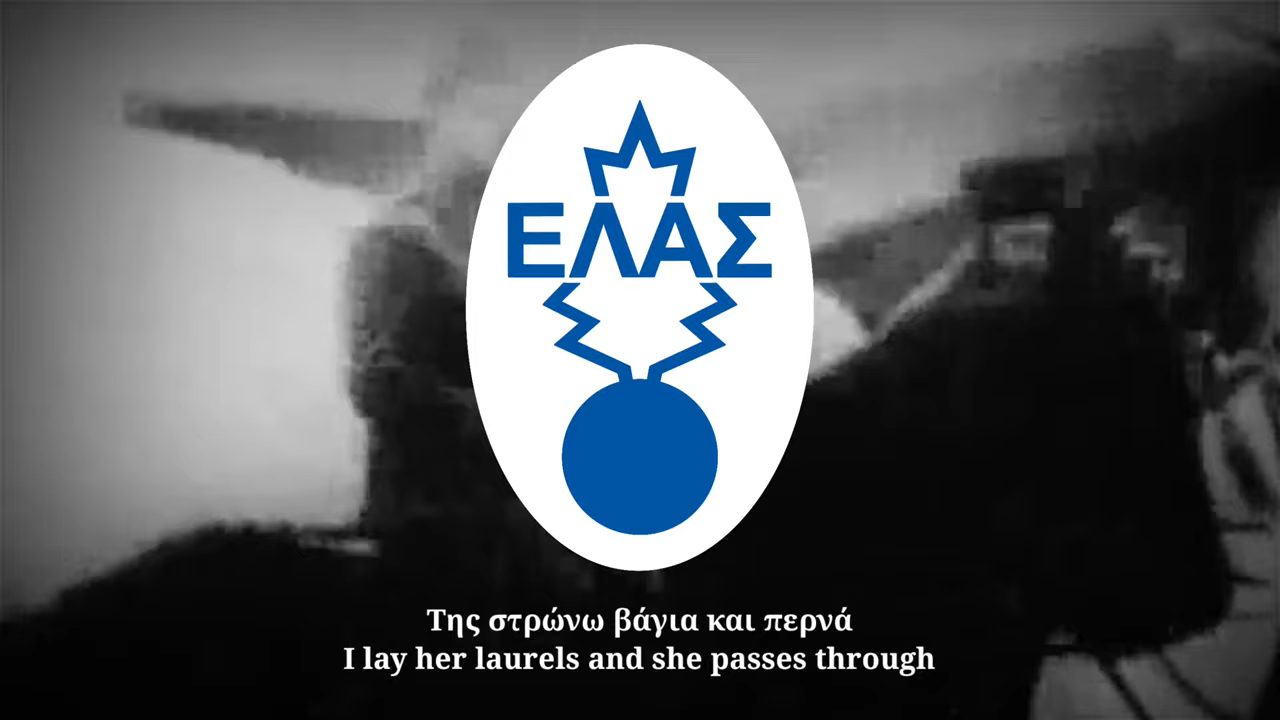 ΕΛΑΣ
Της στρώνω βάγια και περνά
I lay her laurels and she passes through